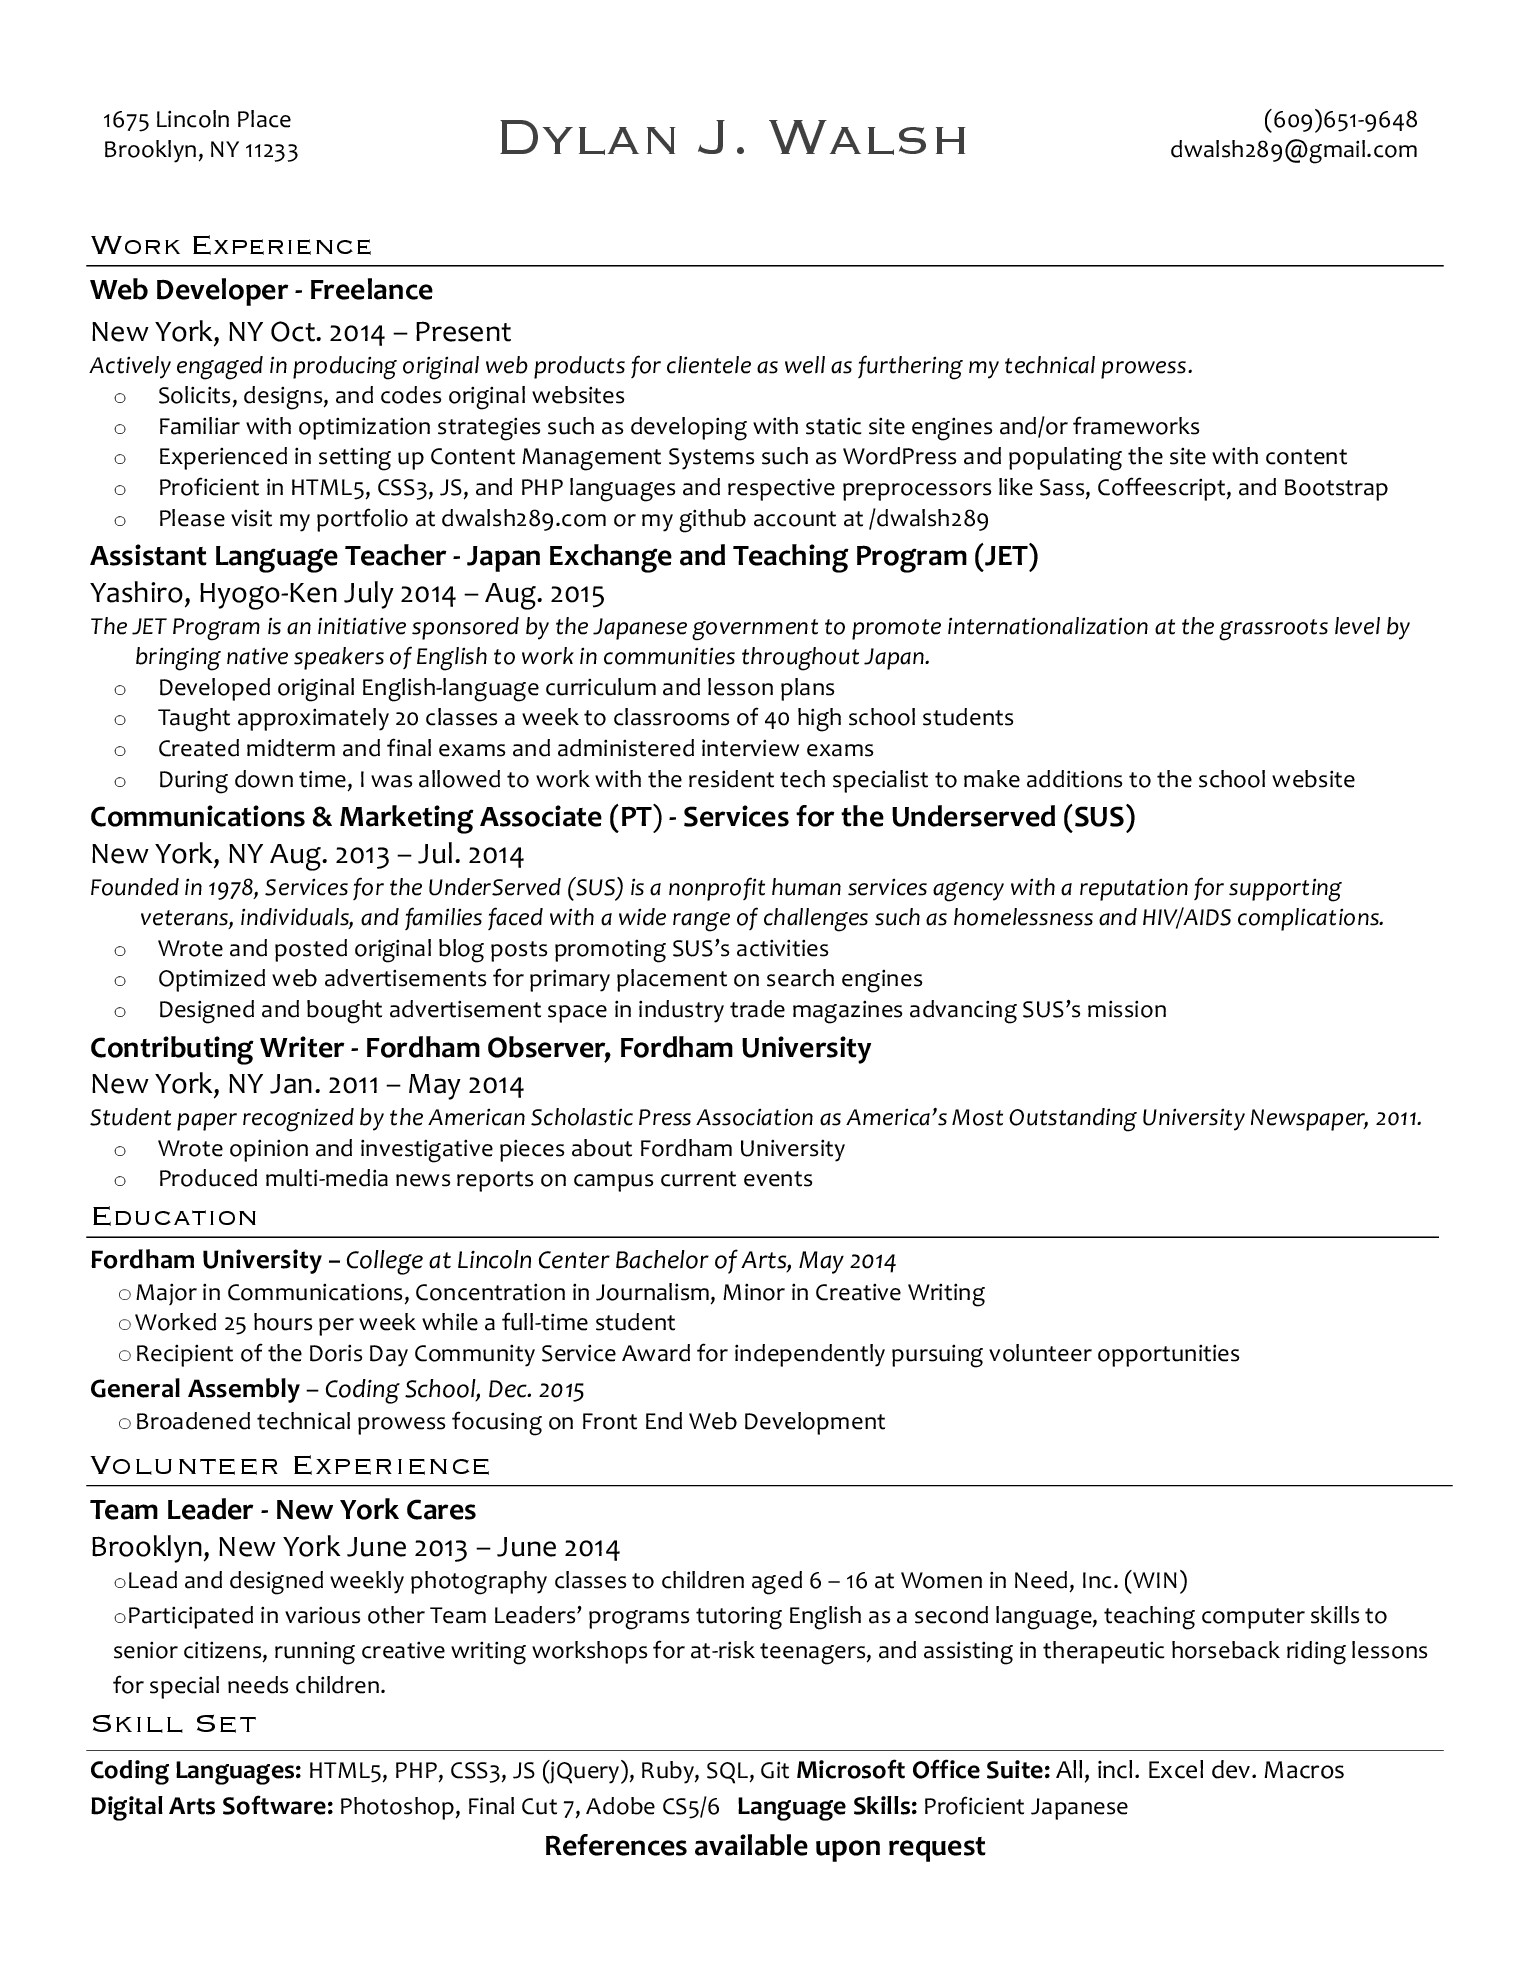 1675 Lincoln Place
Brooklyn, NY 11233
DYLAN J. WALSH
(609)651-9648
dwalsh289@gmail.com
WORK EXPERIENCE
Web Developer - Freelance
New York, NY Oct. 2014 – Present
Actively engaged in producing original web products for clientele as well as furthering my technical prowess.
o Solicits, designs, and codes original websites
o Familiar with optimization strategies such as developing with static site engines and/or frameworks
o Experienced in setting up Content Management Systems such as WordPress and populating the site with content
o Proficient in HTML5, CSS3, JS, and PHP languages and respective preprocessors like Sass, Coffeescript, and Bootstrap
o Please visit my portfolio at dwalsh289.com or my github account at /dwalsh289
Assistant Language Teacher - Japan Exchange and Teaching Program (JET)
Yashiro, Hyogo-Ken July 2014 – Aug. 2015
The JET Program is an initiative sponsored by the Japanese government to promote internationalization at the grassroots level by
bringing native speakers of English to work in communities throughout Japan.
o Developed original English-language curriculum and lesson plans
o Taught approximately 20 classes a week to classrooms of 40 high school students
o Created midterm and final exams and administered interview exams
o During down time, I was allowed to work with the resident tech specialist to make additions to the school website
Communications & Marketing Associate (PT) - Services for the Underserved (SUS)
New York, NY Aug. 2013 – Jul. 2014
Founded in 1978, Services for the UnderServed (SUS) is a nonprofit human services agency with a reputation for supporting
veterans, individuals, and families faced with a wide range of challenges such as homelessness and HIV/AIDS complications.
o Wrote and posted original blog posts promoting SUS’s activities
o Optimized web advertisements for primary placement on search engines
o Designed and bought advertisement space in industry trade magazines advancing SUS’s mission
Contributing Writer - Fordham Observer, Fordham University
New York, NY Jan. 2011 – May 2014
Student paper recognized by the American Scholastic Press Association as America’s Most Outstanding University Newspaper, 2011.
o Wrote opinion and investigative pieces about Fordham University
o Produced multi-media news reports on campus current events
EDUCATION
Fordham University – College at Lincoln Center Bachelor of Arts, May 2014
o Major in Communications, Concentration in Journalism, Minor in Creative Writing
o Worked 25 hours per week while a full-time student
o Recipient of the Doris Day Community Service Award for independently pursuing volunteer opportunities
General Assembly – Coding School, Dec. 2015
o Broadened technical prowess focusing on Front End Web Development
VOLUNTEER EXPERIENCE
Team Leader - New York Cares
Brooklyn, New York June 2013 – June 2014
oLead and designed weekly photography classes to children aged 6 – 16 at Women in Need, Inc. (WIN)
oParticipated in various other Team Leaders’ programs tutoring English as a second language, teaching computer skills to
senior citizens, running creative writing workshops for at-risk teenagers, and assisting in therapeutic horseback riding lessons
for special needs children.
SKILL SET
Coding Languages: HTML5, PHP, CSS3, JS (jQuery), Ruby, SQL, Git Microsoft Office Suite: All, incl. Excel dev. Macros
Digital Arts Software: Photoshop, Final Cut 7, Adobe CS5/6 Language Skills: Proficient Japanese
References available upon request